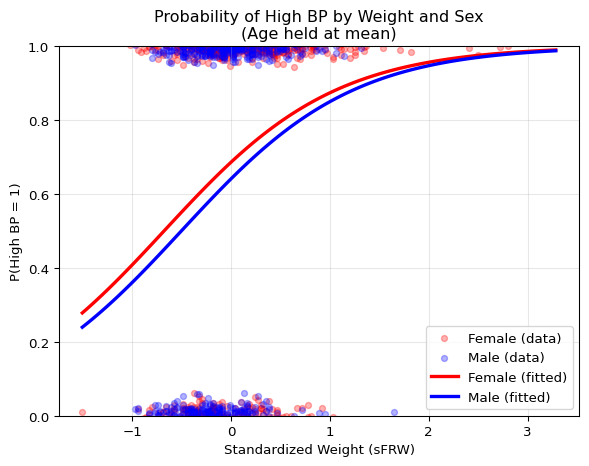 Probability of High BP by Weight and Sex
(Age held at mean)
P(High BP = 1)
1.0
0.8
0.6
0.4
0.2
0.0
−1
0
1
2
3
Standardized Weight (sFRW)
Female (data)
Male (data)
Female (fitted)
Male (fitted)